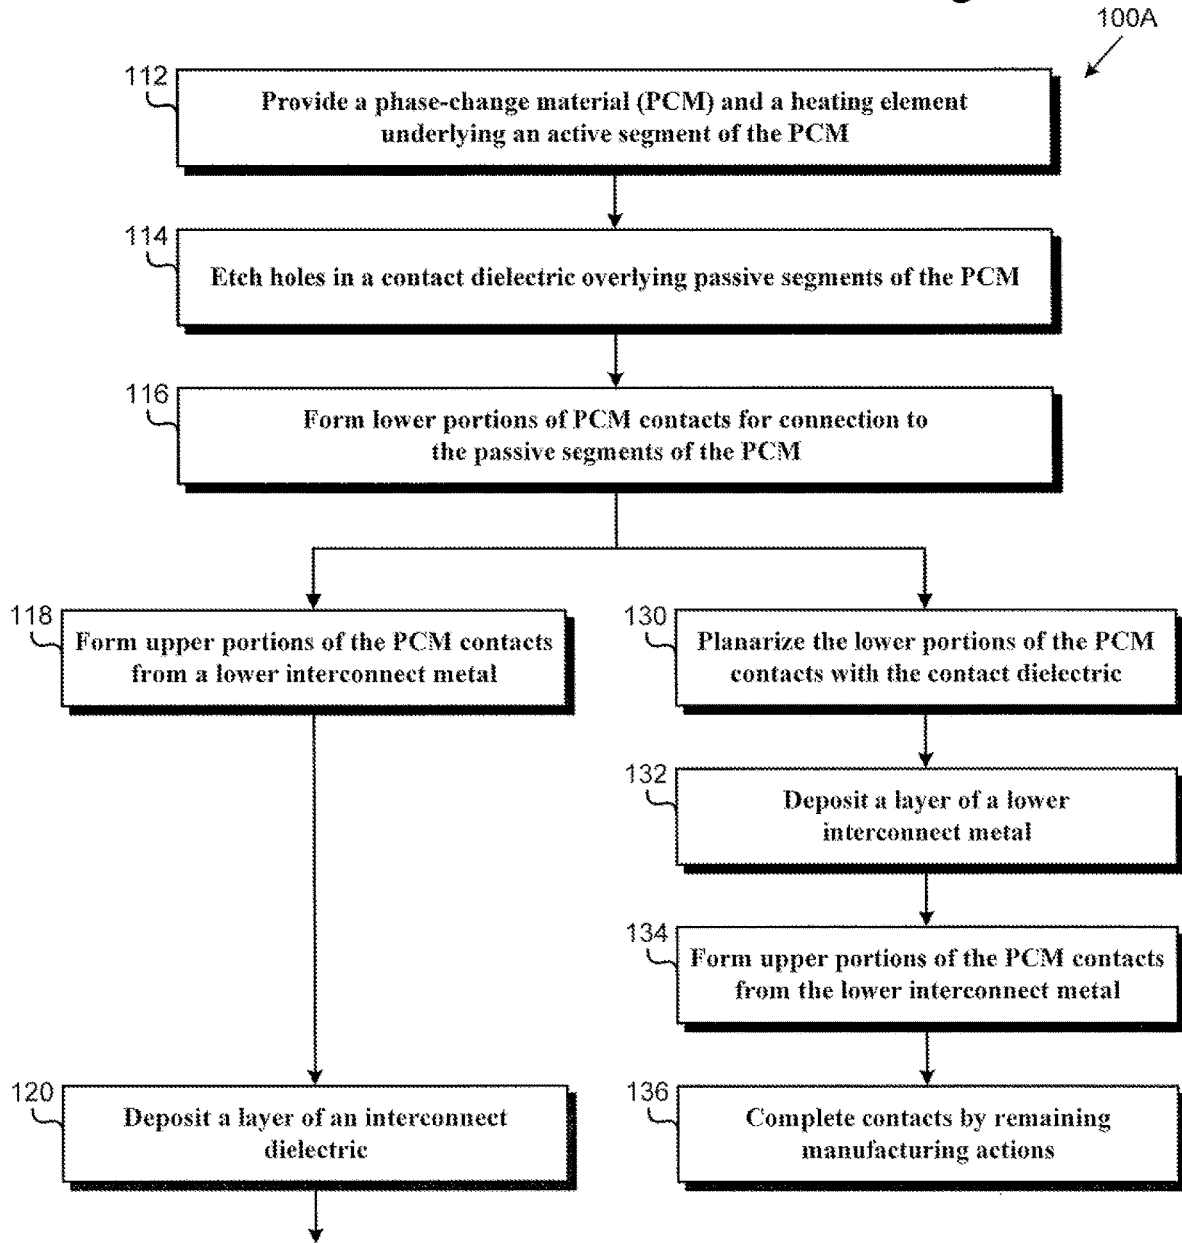 100A
112
Provide a phase-change material (PCM) and a heating element
underlying an active segment of the PCM
114
Etch holes in a contact dielectric overlying passive segments of the PCM
116
Form lower portions of PCM contacts for connection to
the passive segments of the PCM
118
Form upper portions of the PCM contacts
from a lower interconnect metal
130
Planarize the lower portions of the PCM
contacts with the contact dielectric
132
Deposit a layer of a lower
interconnect metal
134
Form upper portions of the PCM contacts
from the lower interconnect metal
120
Deposit a layer of an interconnect
dielectric
136
Complete contacts by remaining
manufacturing actions